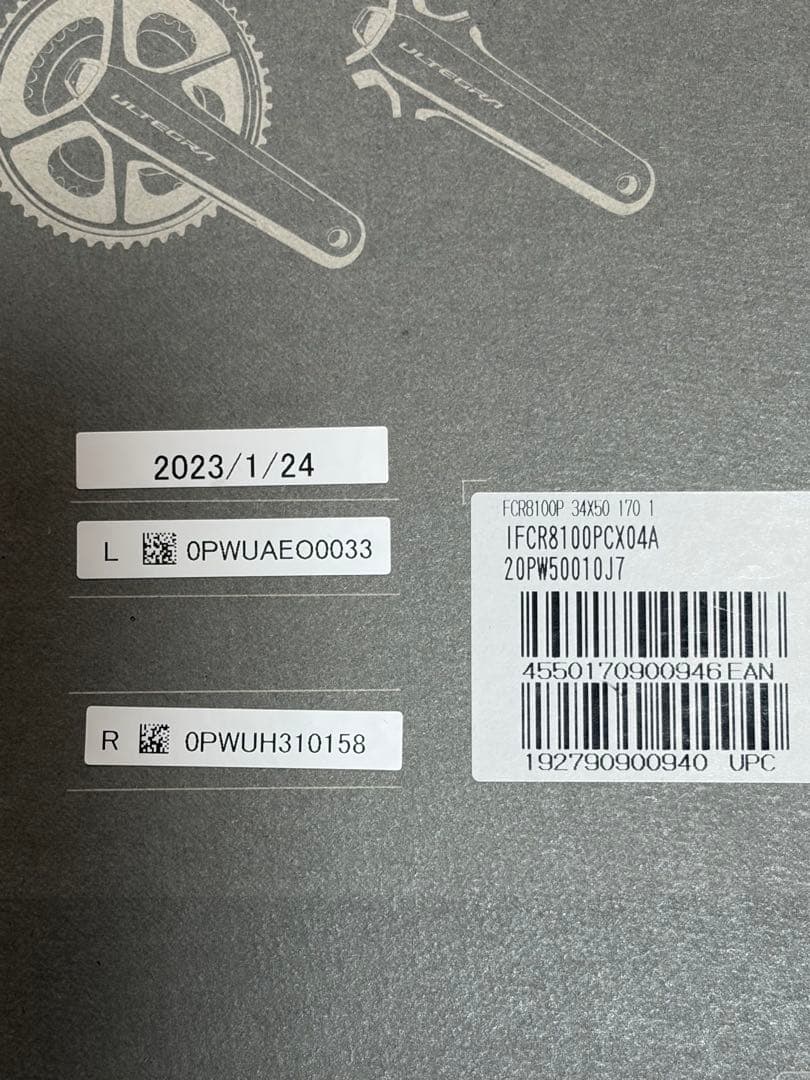 ULTEGRA
ULTEGRA
2023/1/24
L 0PWUAEO0033
R 0PWUH310158
FCR8100P 34X50 170 1
IFCR8100PCX04A
20PW50010J7
4550170900946 EAN
192790900940 UPC